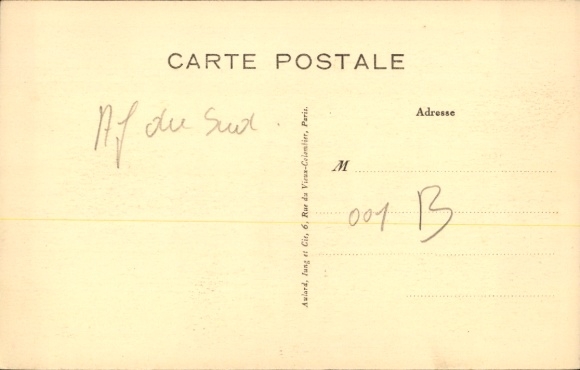 CARTE POSTALE
Af du Sud.
Aulard, Jung et Cie, 6, Rue du Vieux-Colombier, Paris.
Adresse
M
001 B